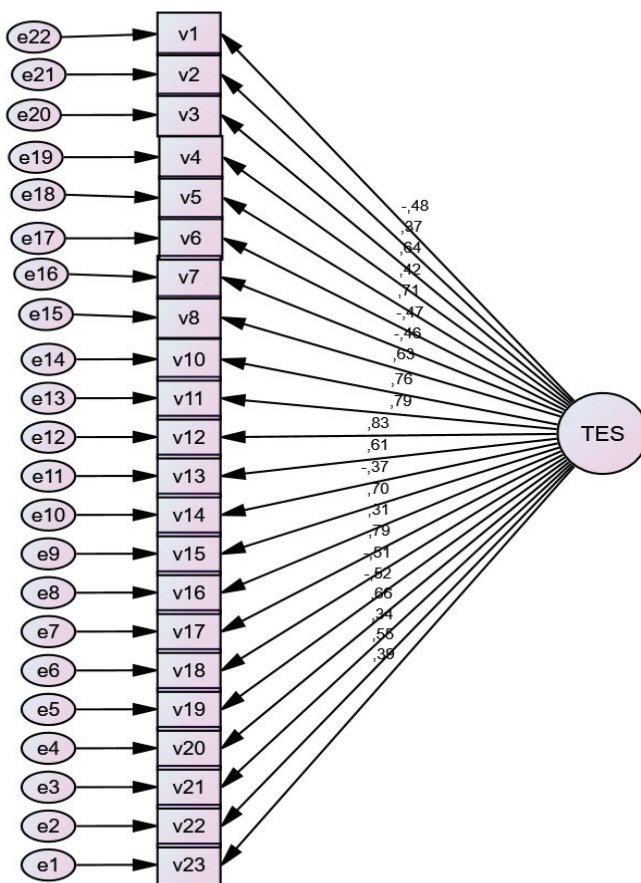 e22 v1
e21 v2
e20 v3
e19 v4
e18 v5
-,48
,37
e17 v6
,64
,42
e16 v7
,71
-,47
e15 v8
-,46
,63
e14 v10
,76
e13 v11
,79
,83
e12 v12
TES
,61
e11 v13
-,37
,70
e10 v14
,31
,79
e9 v15
-,51
-,52
e8 v16
,66
,34
e7 v17
,55
,39
e6 v18
e5 v19
e4 v20
e3 v21
e2 v22
e1 v23